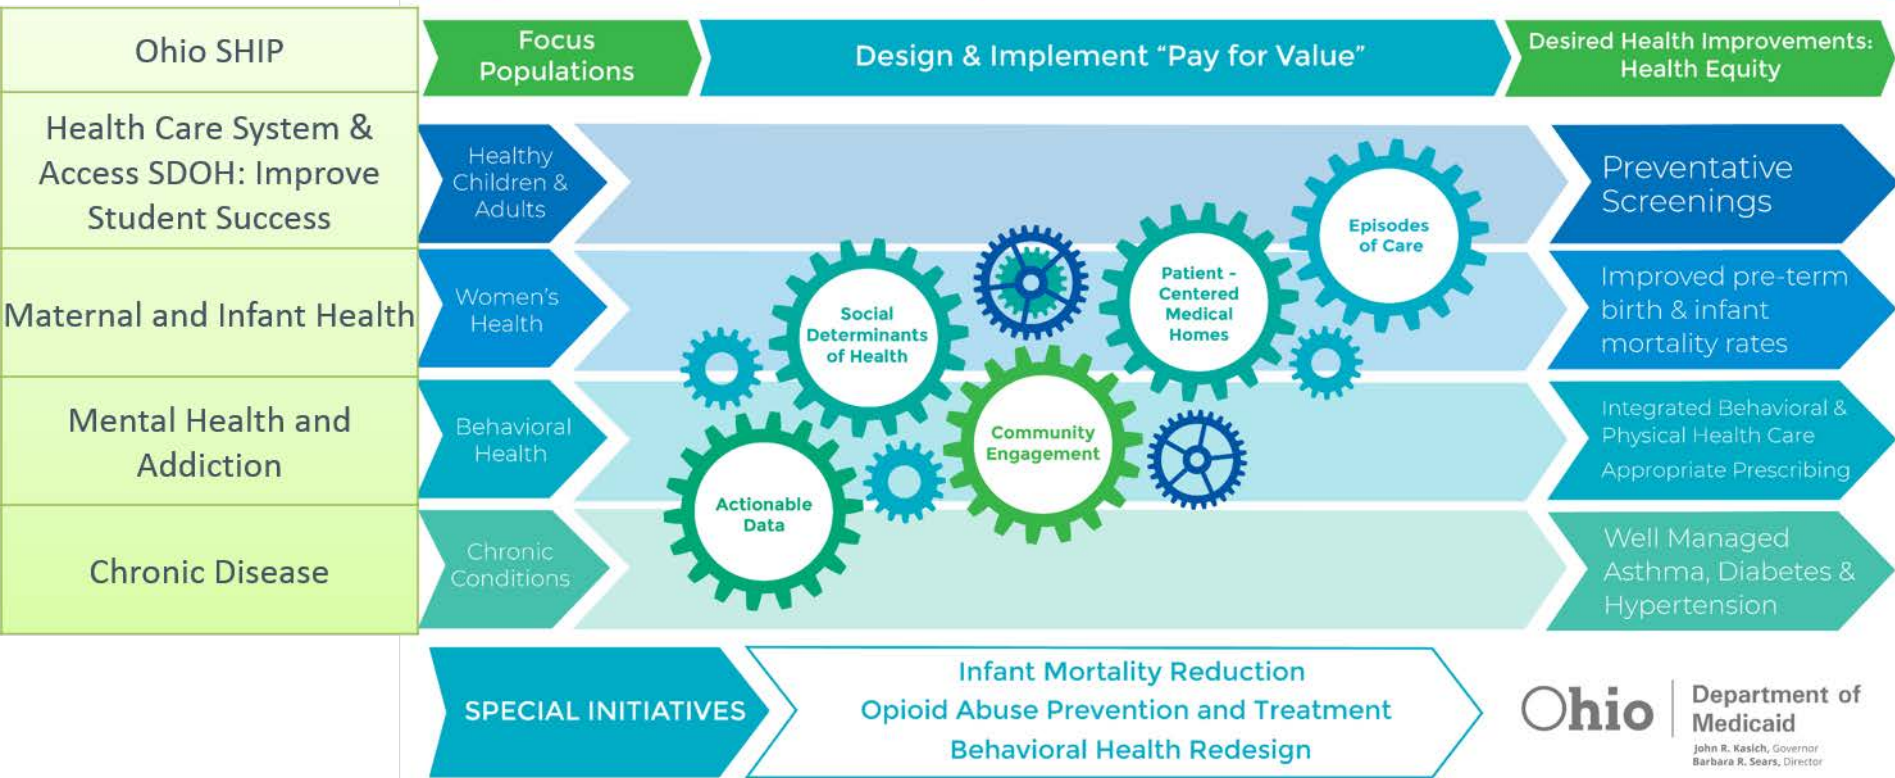 Ohio SHIP
Focus
Populations
Design & Implement “Pay for Value”
Desired Health Improvements:
Health Equity
Health Care System &
Access SDOH: Improve
Student Success
Healthy
Children &
Adults
Preventative
Screenings
Maternal and Infant Health
Women’s
Health
Improved pre-term
birth & infant
mortality rates
Mental Health and
Addiction
Behavioral
Health
Integrated Behavioral &
Physical Health Care
Appropriate Prescribing
Chronic Disease
Chronic
Conditions
Well Managed
Asthma, Diabetes &
Hypertension
Episodes
of Care
Patient -
Centered
Medical
Homes
Social
Determinants
of Health
Community
Engagement
Actionable
Data
SPECIAL INITIATIVES
Infant Mortality Reduction
Opioid Abuse Prevention and Treatment
Behavioral Health Redesign
Ohio
Department of
Medicaid
John R. Kasich, Governor
Barbara R. Sears, Director